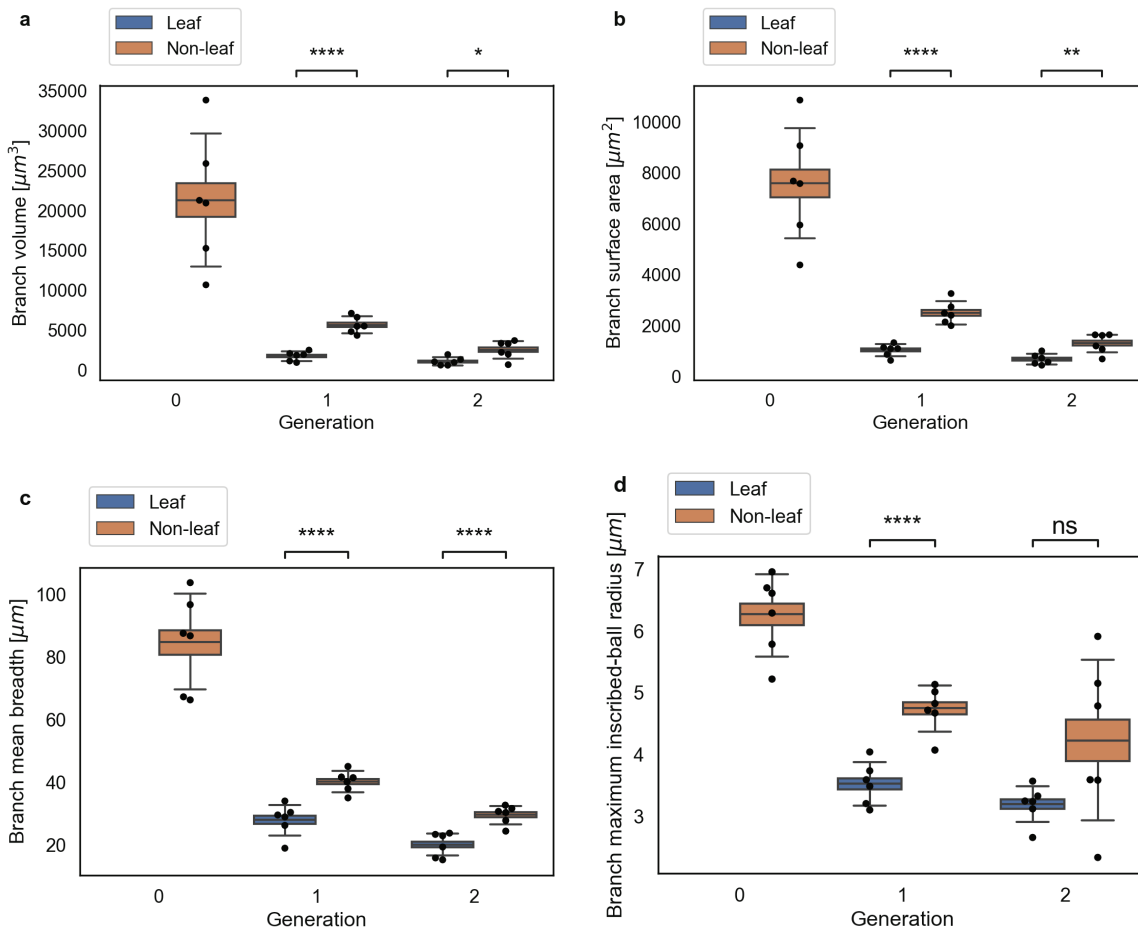 a
Leaf
Non-leaf
****
*
35000
30000
25000
20000
15000
10000
5000
0
Branch volume [μm³]
0 1 2
Generation
b
Leaf
Non-leaf
****
**
10000
8000
6000
4000
2000
0
Branch surface area [μm²]
0 1 2
Generation
c
Leaf
Non-leaf
****
****
100
80
60
40
20
Branch mean breadth [μm]
0 1 2
Generation
d
Leaf
Non-leaf
****
ns
7
6
5
4
3
Branch maximum inscribed-ball radius [μm]
0 1 2
Generation